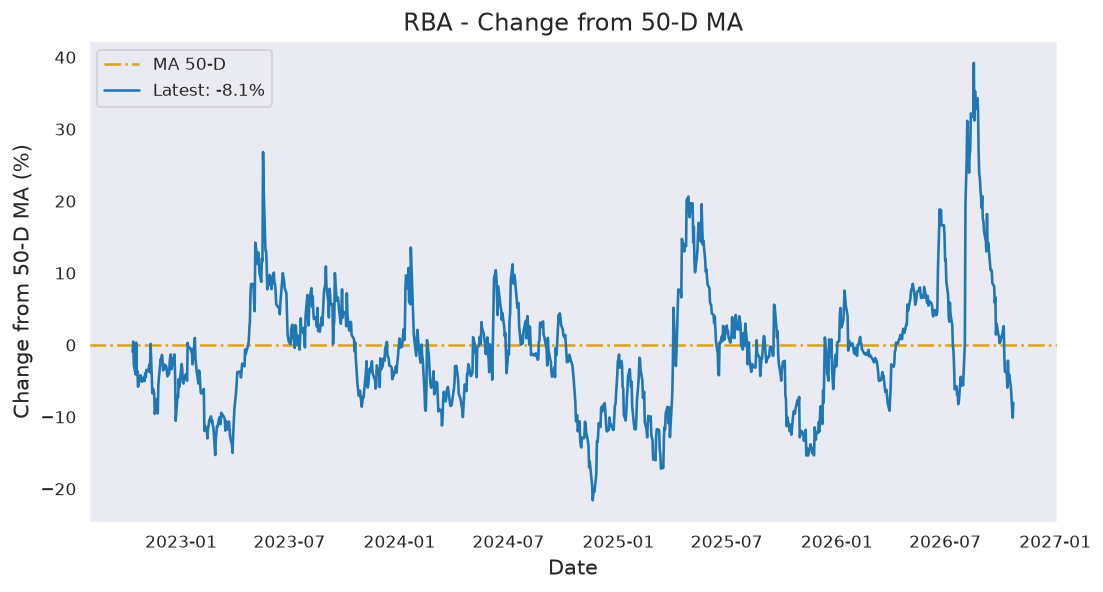 RBA - Change from 50-D MA
MA 50-D
Latest: -8.1%
Change from 50-D MA (%)
40
30
20
10
0
−10
−20
2023-01 2023-07 2024-01 2024-07 2025-01 2025-07 2026-01 2026-07 2027-01
Date